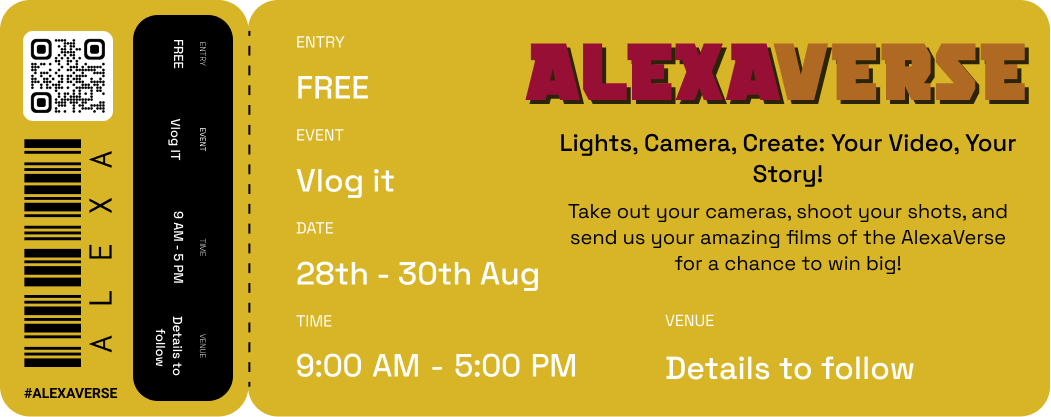 ENTRY
FREE
EVENT
Vlog IT
TIME
9 AM - 5 PM
VENUE
Details to
follow
ALEXA
#ALEXAVERSE
ENTRY
FREE
EVENT
Vlog it
DATE
28th - 30th Aug
TIME
9:00 AM - 5:00 PM
ALEXAVERSE
Lights, Camera, Create: Your Video, Your
Story!
Take out your cameras, shoot your shots, and
send us your amazing films of the AlexaVerse
for a chance to win big!
VENUE
Details to follow